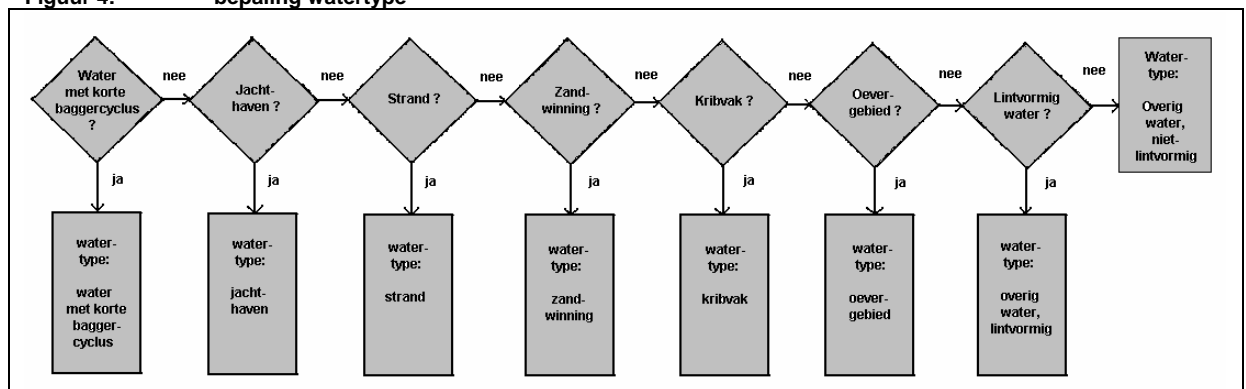 Figuur 4. bepaling watertype
Water
met korte
baggercyclus
?
nee
Jacht-
haven ?
nee
Strand ?
nee
Zand-
winning ?
nee
Kribvak ?
nee
Oever-
gebied ?
nee
Lintvormig
water ?
nee
Water-
type:
Overig
water,
niet-
lintvormig
ja
ja
ja
ja
ja
ja
ja
water-
type:
water
met korte
bagger-
cyclus
water-
type:
jacht-
haven
water-
type:
strand
water-
type:
zand-
winning
water-
type:
kribvak
water-
type:
oever-
gebied
water-
type:
overig
water,
lintvormig